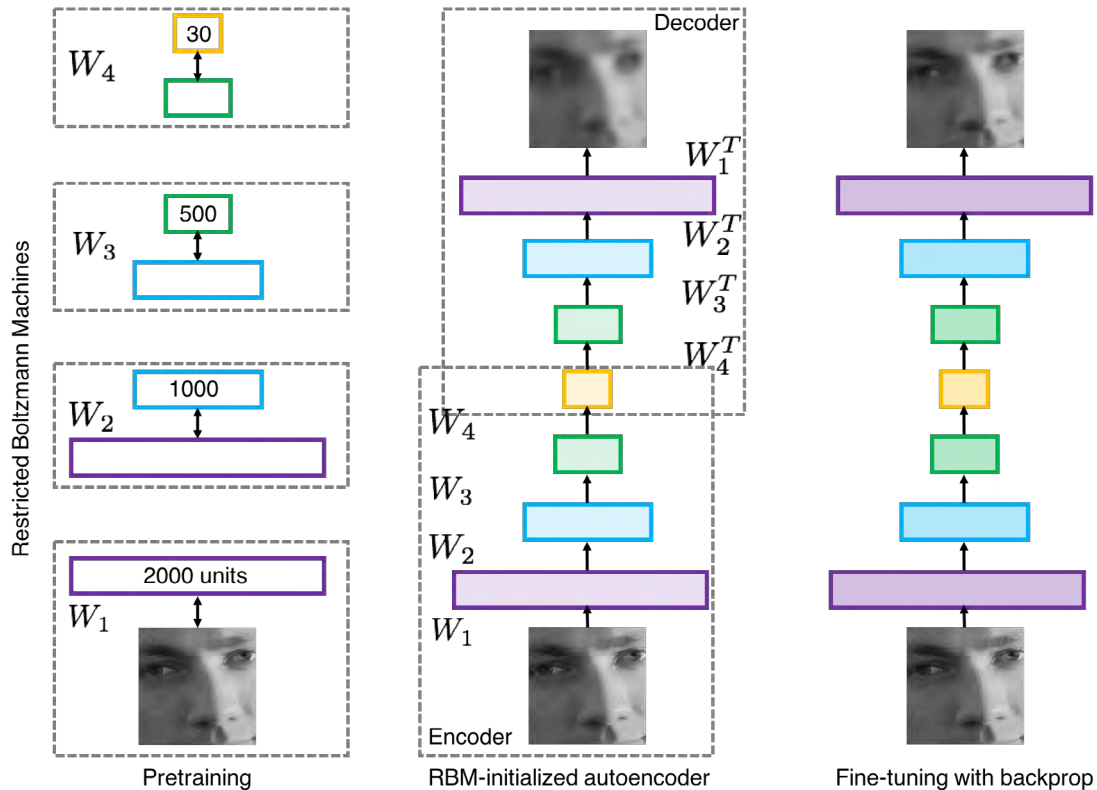 Restricted Boltzmann Machines
30
W_4
500
W_3
1000
W_2
2000 units
W_1
Pretraining
Decoder
W_1^T
W_2^T
W_3^T
W_4^T
W_4
W_3
W_2
W_1
Encoder
RBM-initialized autoencoder
Fine-tuning with backprop